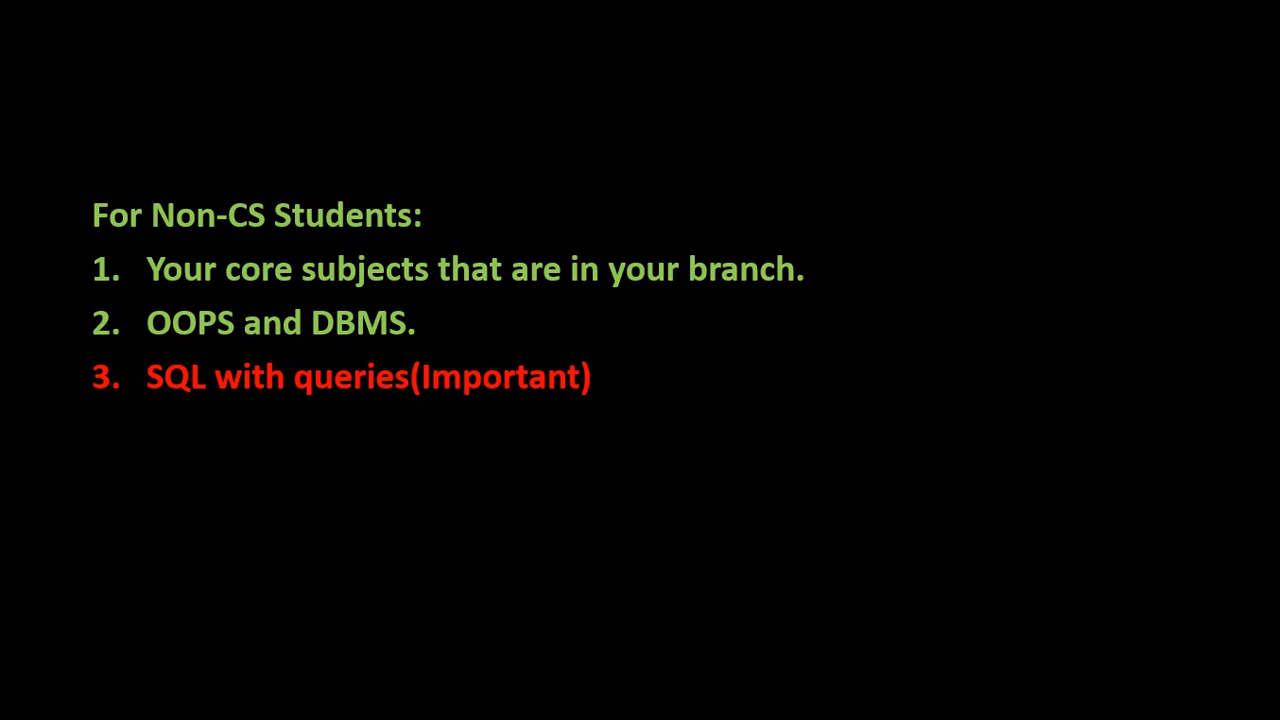 For Non-CS Students:
1. Your core subjects that are in your branch.
2. OOPS and DBMS.
3. SQL with queries(Important)